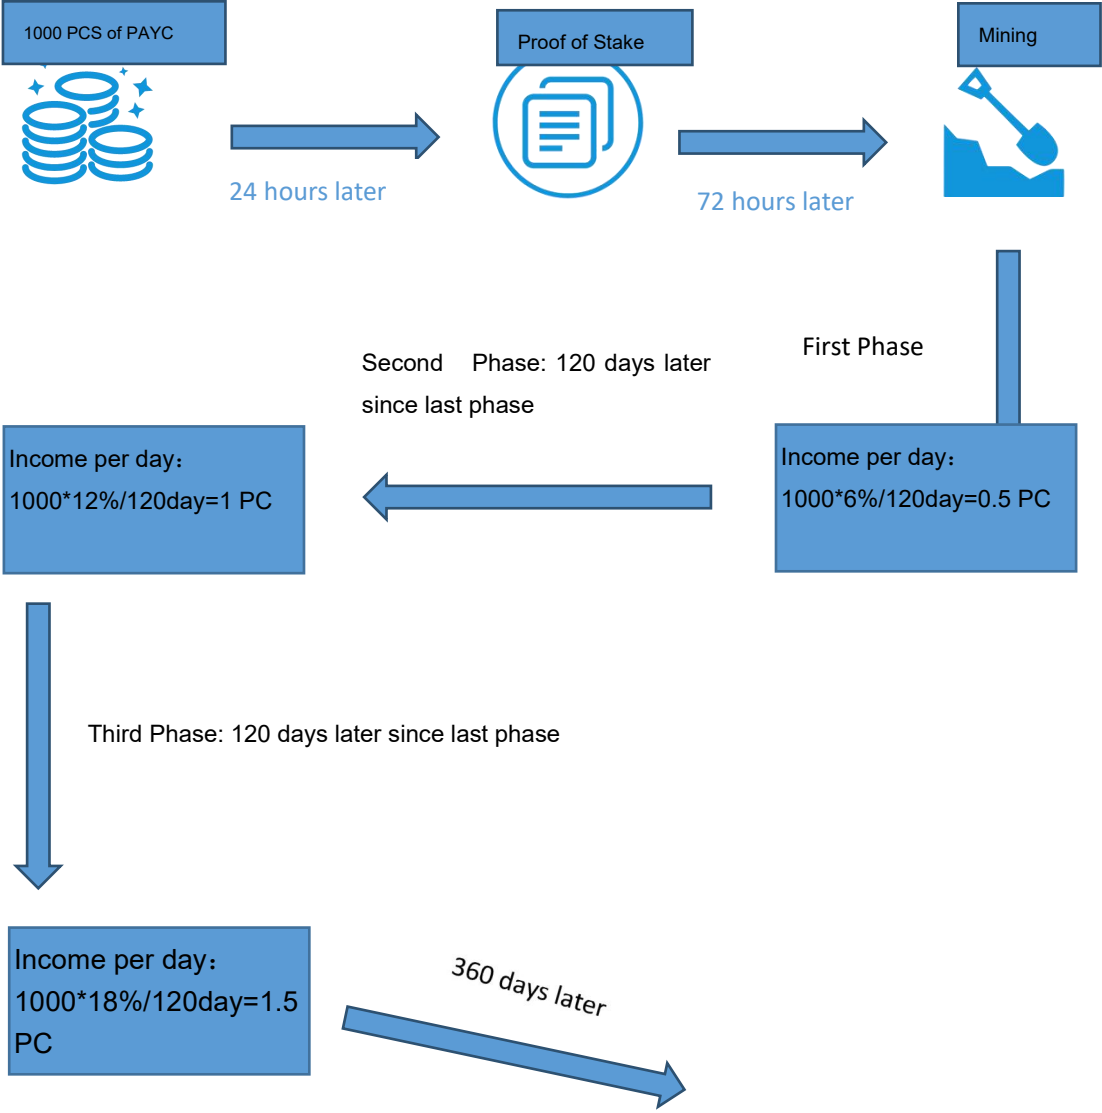 1000 PCS of PAYC
Proof of Stake
Mining
24 hours later
72 hours later
First Phase
Second Phase: 120 days later
since last phase
Income per day：
1000*6%/120day=0.5 PC
Income per day：
1000*12%/120day=1 PC
Third Phase: 120 days later since last phase
Income per day：
1000*18%/120day=1.5
PC
360 days later